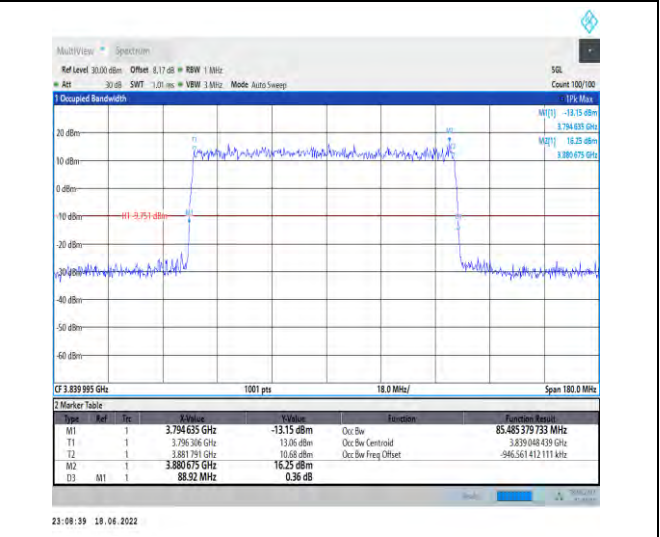 MultiView Spectrum
Ref Level 30.00 dBm Offset 8.17 dB RBW 1 MHz SGL
Att 30 dB SWT 1.01 ms VBW 3 MHz Mode Auto Sweep Count 100/100
1 Occupied Bandwidth 1Pk Max
M1[1] -13.15 dBm
3.794 635 GHz
M2[1] 16.25 dBm
3.880 675 GHz
20 dBm
10 dBm
0 dBm
-10 dBm H1 -9.751 dBm
-20 dBm
-30 dBm
-40 dBm
-50 dBm
-60 dBm
CF 3.839 995 GHz 1001 pts 18.0 MHz/ Span 180.0 MHz
2 Marker Table
Type Ref Trc X-Value Y-Value Function Function Result
M1 1 3.794 635 GHz -13.15 dBm Occ Bw 85.485 379 733 MHz
T1 1 3.796 306 GHz 13.06 dBm Occ Bw Centroid 3.839 048 439 GHz
T2 1 3.881 791 GHz 10.68 dBm Occ Bw Freq Offset -946.561 412 111 kHz
M2 1 3.880 675 GHz 16.25 dBm
D3 M1 1 88.92 MHz 0.36 dB
23:08:39 18.06.2022